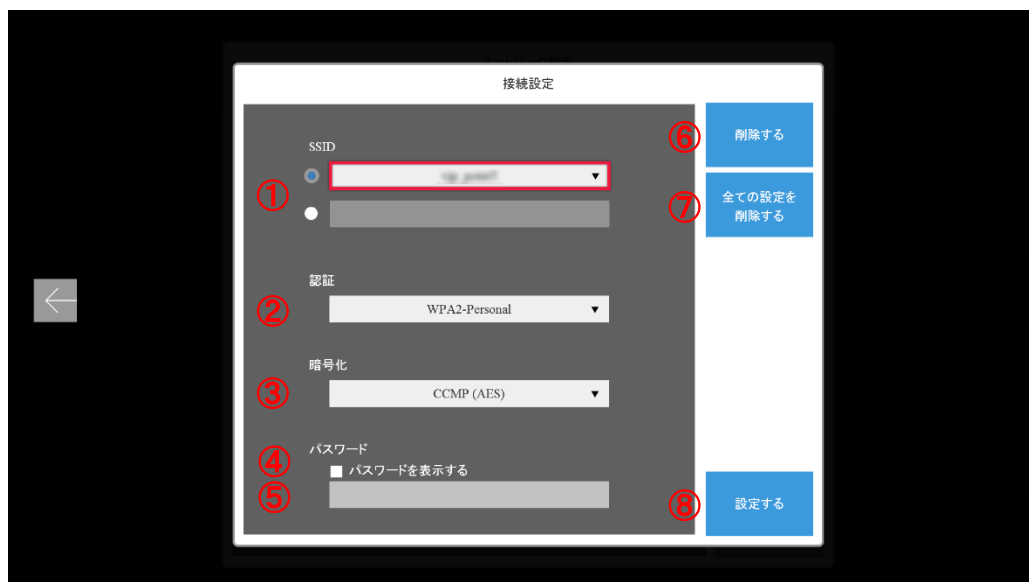 接続設定
SSID
①
認証
②
WPA2-Personal
暗号化
③
CCMP (AES)
パスワード
④
パスワードを表示する
⑤
⑥
削除する
⑦
全ての設定を
削除する
⑧
設定する